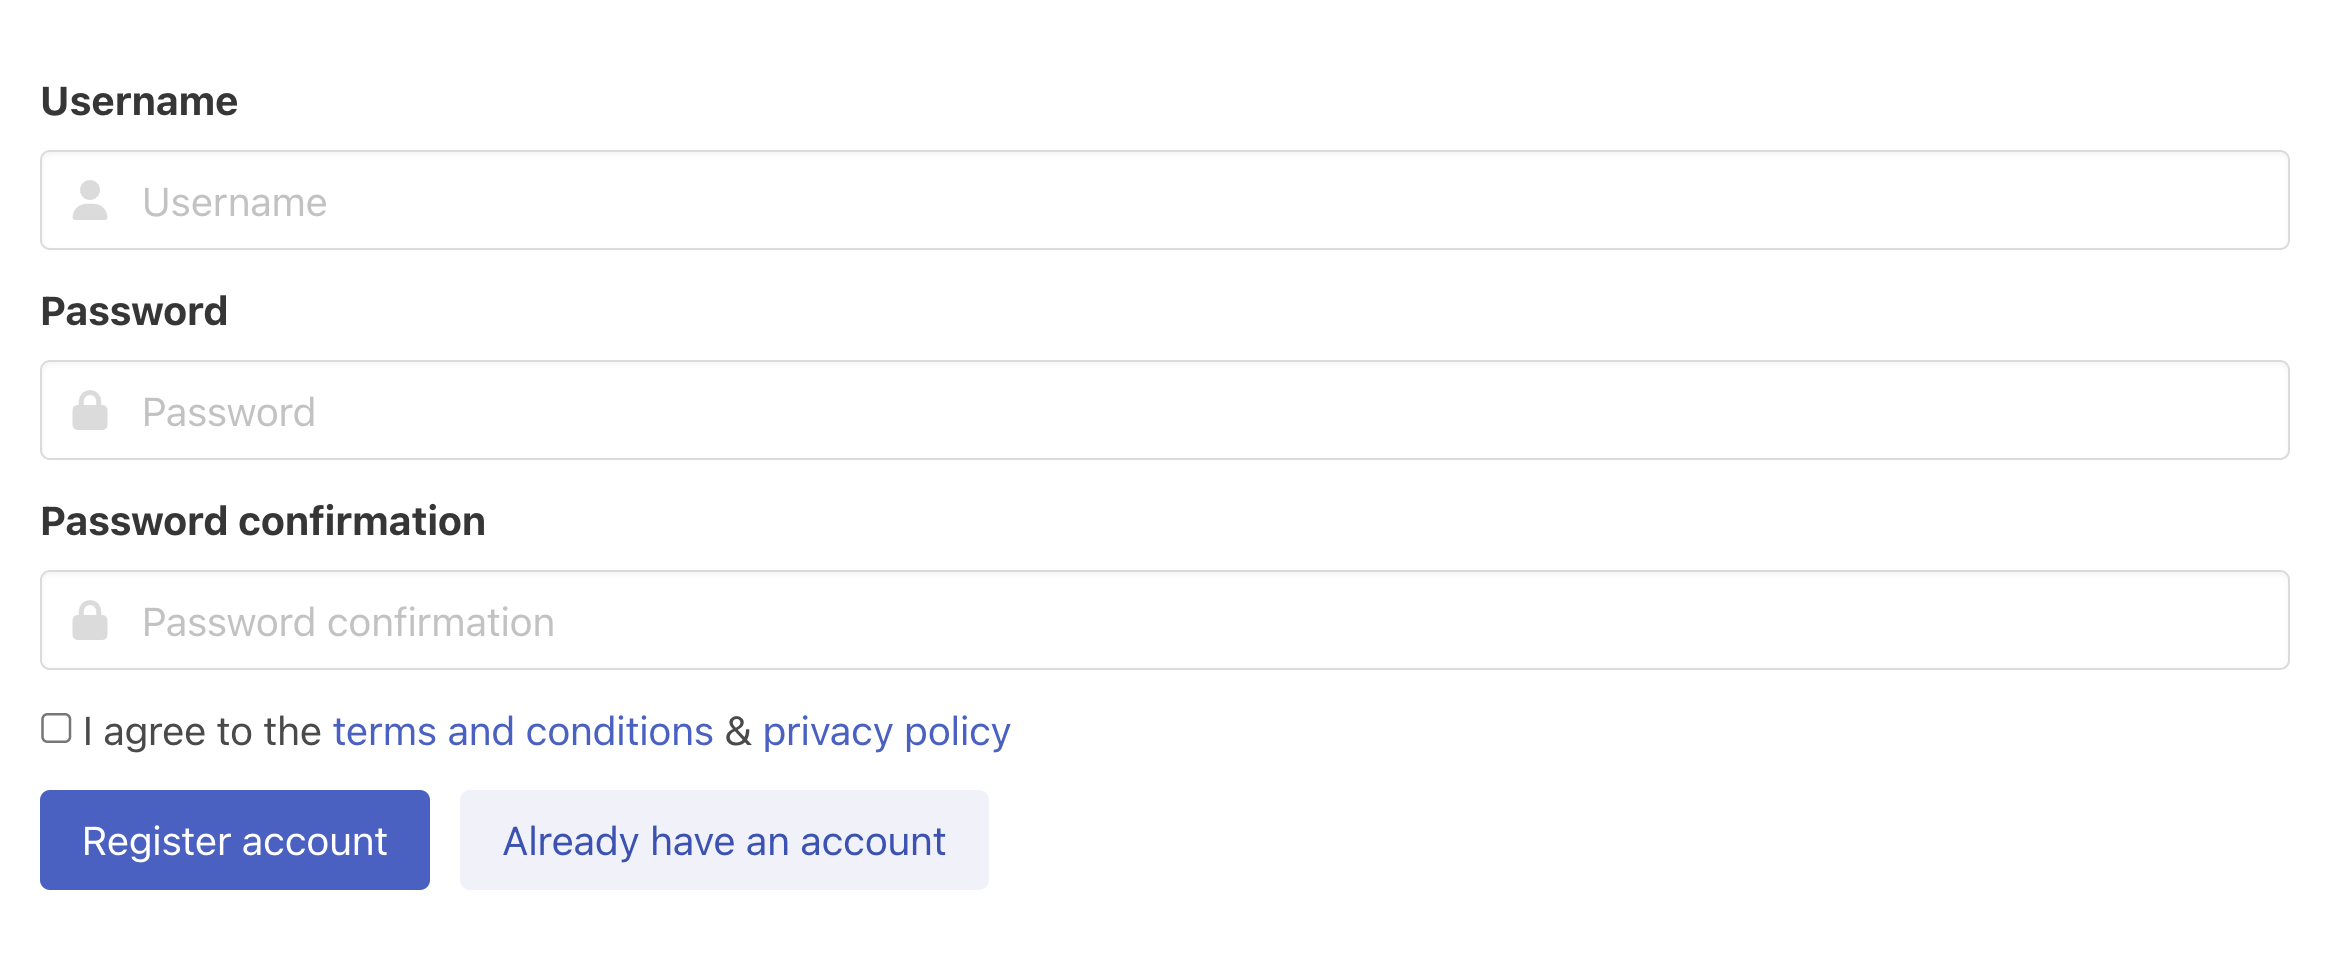 Username
Username
Password
Password
Password confirmation
Password confirmation
I agree to the terms and conditions & privacy policy
Register account Already have an account